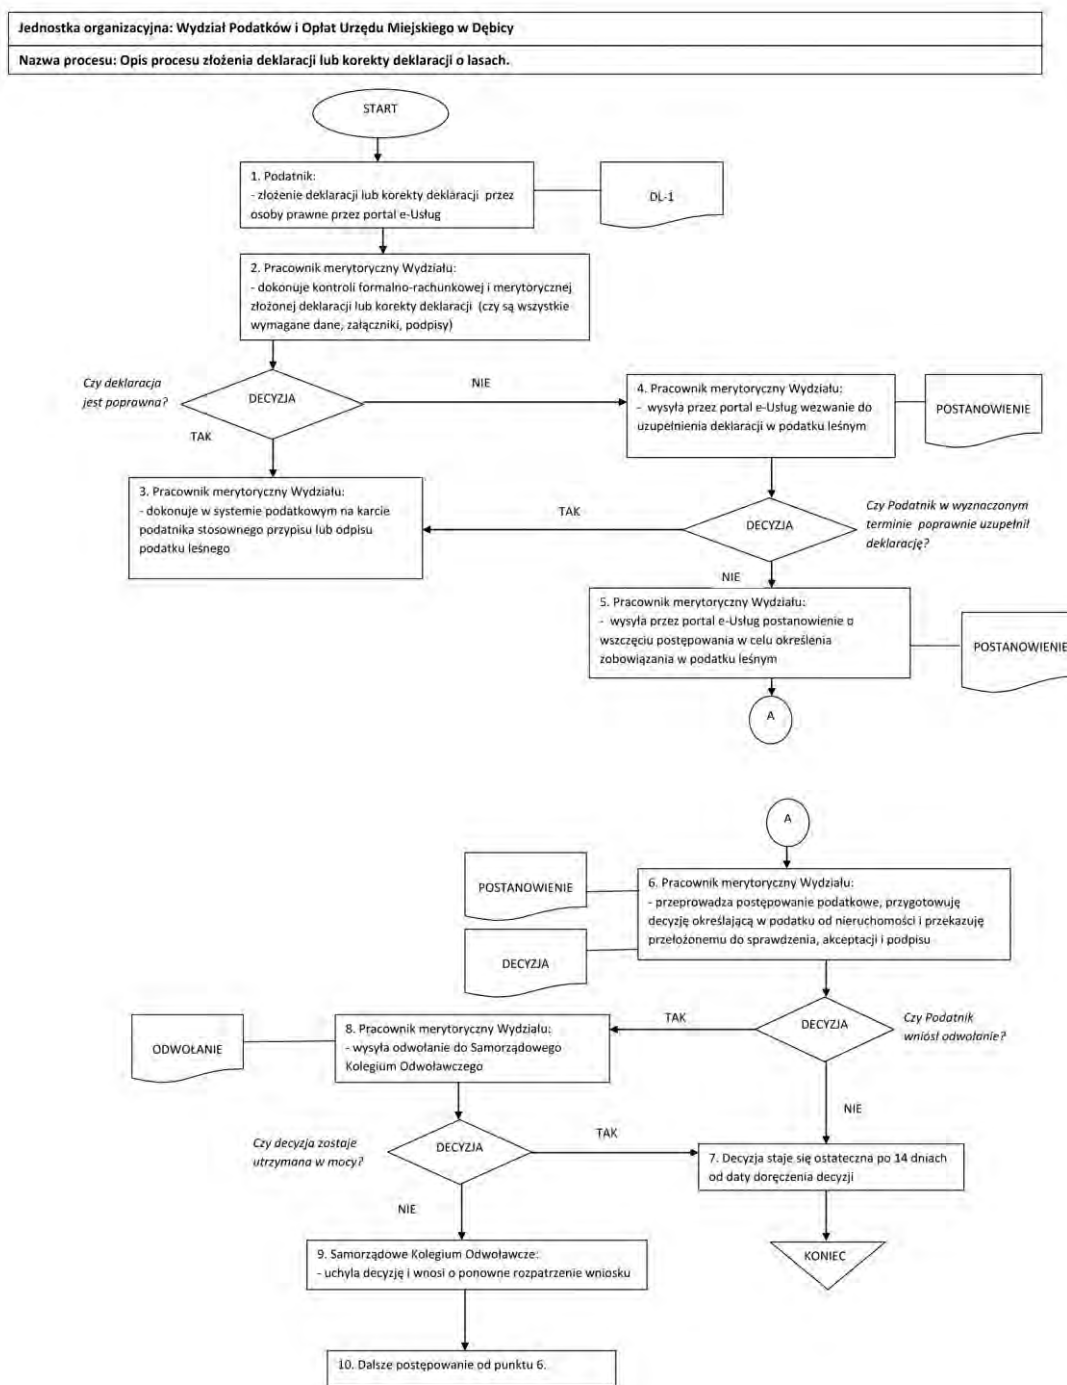 Jednostka organizacyjna: Wydział Podatków i Opłat Urzędu Miejskiego w Dębicy
Nazwa procesu: Opis procesu złożenia deklaracji lub korekty deklaracji o lasach.
START
1. Podatnik:
- złożenie deklaracji lub korekty deklaracji przez
osoby prawne przez portal e-Usług
DL-1
2. Pracownik merytoryczny Wydziału:
- dokonuje kontroli formalno-rachunkowej i merytorycznej
złożonej deklaracji lub korekty deklaracji (czy są wszystkie
wymagane dane, załączniki, podpisy)
Czy deklaracja
jest poprawna?
DECYZJA
NIE
TAK
4. Pracownik merytoryczny Wydziału:
- wysyła przez portal e-Usług wezwanie do
uzupełnienia deklaracji w podatku leśnym
POSTANOWIENIE
3. Pracownik merytoryczny Wydziału:
- dokonuje w systemie podatkowym na karcie
podatnika stosownego przypisu lub odpisu
podatku leśnego
TAK
DECYZJA
Czy Podatnik w wyznaczonym
terminie poprawnie uzupełnił
deklarację?
NIE
5. Pracownik merytoryczny Wydziału:
- wysyła przez portal e-Usług postanowienie o
wszczęciu postępowania w celu określenia
zobowiązania w podatku leśnym
POSTANOWIENIE
A
A
POSTANOWIENIE
DECYZJA
6. Pracownik merytoryczny Wydziału:
- przeprowadza postępowanie podatkowe, przygotowuję
decyzję określającą w podatku od nieruchomości i przekazuję
przełożonemu do sprawdzenia, akceptacji i podpisu
DECYZJA
Czy Podatnik
wniósł odwołanie?
TAK
NIE
ODWOŁANIE
8. Pracownik merytoryczny Wydziału:
- wysyła odwołanie do Samorządowego
Kolegium Odwoławczego
Czy decyzja zostaje
utrzymana w mocy?
DECYZJA
TAK
NIE
7. Decyzja staje się ostateczna po 14 dniach
od daty doręczenia decyzji
KONIEC
9. Samorządowe Kolegium Odwoławcze:
- uchyla decyzję i wnosi o ponowne rozpatrzenie wniosku
10. Dalsze postępowanie od punktu 6.